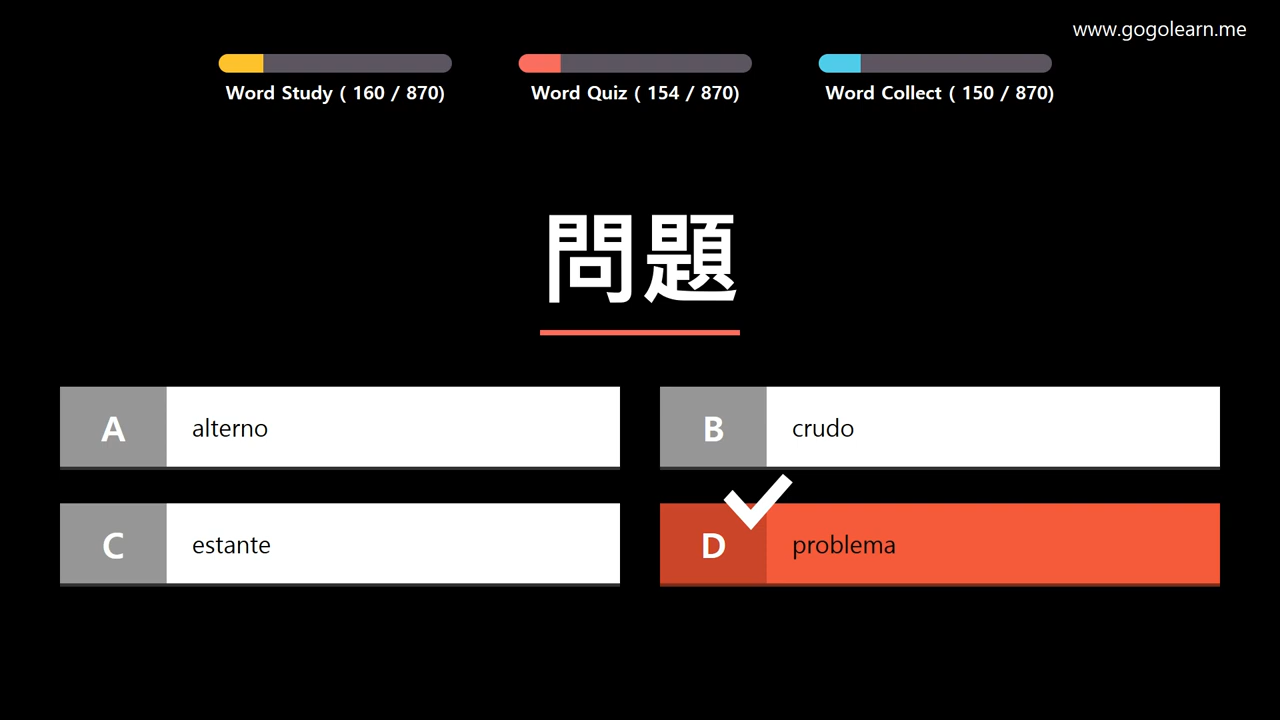 www.gogolearn.me
Word Study ( 160 / 870)
Word Quiz ( 154 / 870)
Word Collect ( 150 / 870)
問題
A alterno
B crudo
C estante
D problema